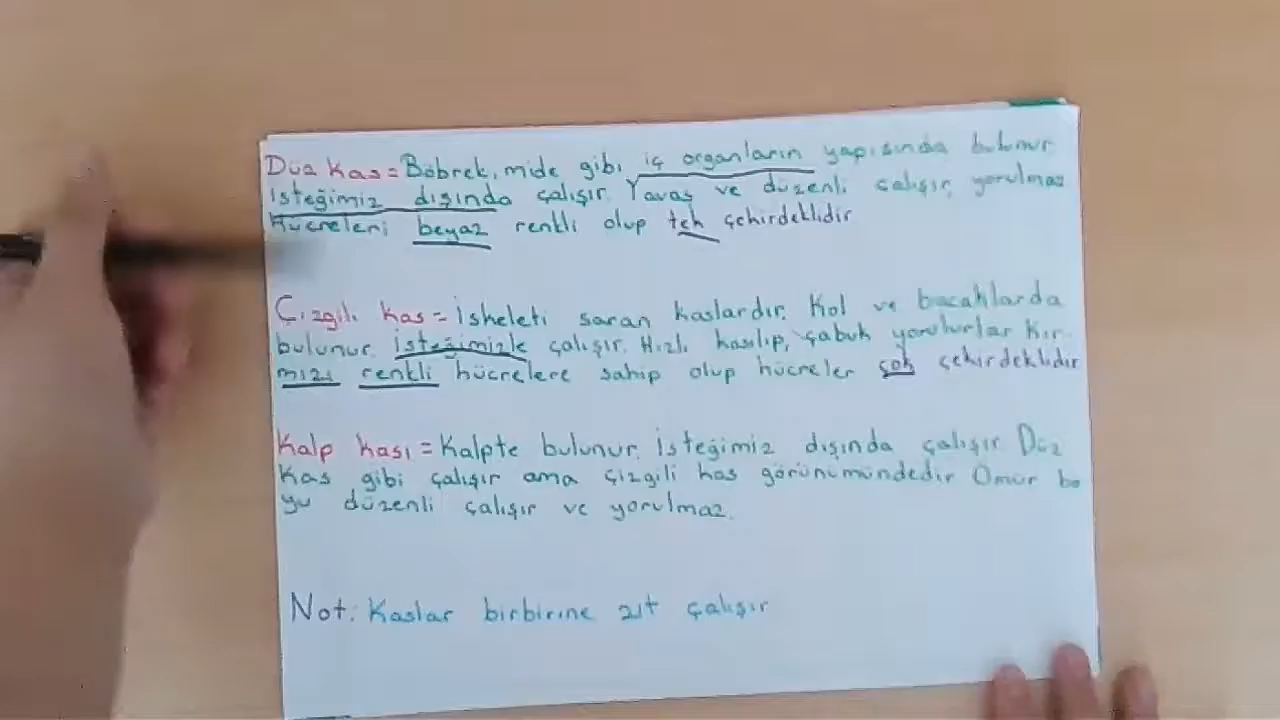 Düz Kas = Böbrek, mide gibi iç organların yapısında bulunur
isteğimiz dışında çalışır. Yavaş ve düzenli çalışır, yorulmaz
Hücreleri beyaz renkli olup tek çekirdeklidir
Çizgili kas = İskeleti saran kaslardır. Kol ve bacaklarda
bulunur. isteğimizle çalışır. Hızlı kasılıp, çabuk yorulurlar Kır-
mızı renkli hücrelere sahip olup hücreler çok çekirdeklidir
Kalp kası = Kalpte bulunur. İsteğimiz dışında çalışır Düz
Kas gibi çalışır ama çizgili kas görünümündedir Ömür bo
yu düzenli çalışır ve yorulmaz.
Not: Kaslar birbirine zıt çalışır